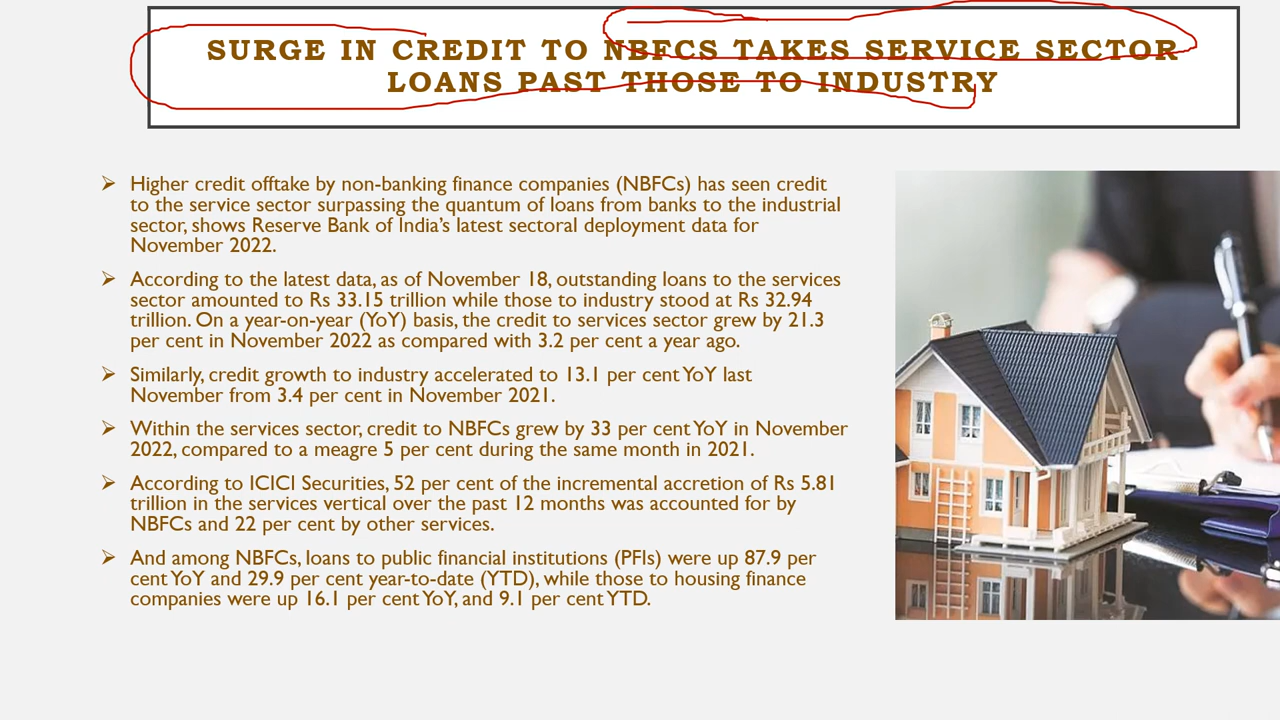 SURGE IN CREDIT TO NBFCS TAKES SERVICE SECTOR
LOANS PAST THOSE TO INDUSTRY
➢ Higher credit offtake by non-banking finance companies (NBFCs) has seen credit
to the service sector surpassing the quantum of loans from banks to the industrial
sector, shows Reserve Bank of India’s latest sectoral deployment data for
November 2022.
➢ According to the latest data, as of November 18, outstanding loans to the services
sector amounted to Rs 33.15 trillion while those to industry stood at Rs 32.94
trillion. On a year-on-year (YoY) basis, the credit to services sector grew by 21.3
per cent in November 2022 as compared with 3.2 per cent a year ago.
➢ Similarly, credit growth to industry accelerated to 13.1 per cent YoY last
November from 3.4 per cent in November 2021.
➢ Within the services sector, credit to NBFCs grew by 33 per cent YoY in November
2022, compared to a meagre 5 per cent during the same month in 2021.
➢ According to ICICI Securities, 52 per cent of the incremental accretion of Rs 5.81
trillion in the services vertical over the past 12 months was accounted for by
NBFCs and 22 per cent by other services.
➢ And among NBFCs, loans to public financial institutions (PFIs) were up 87.9 per
cent YoY and 29.9 per cent year-to-date (YTD), while those to housing finance
companies were up 16.1 per cent YoY, and 9.1 per cent YTD.